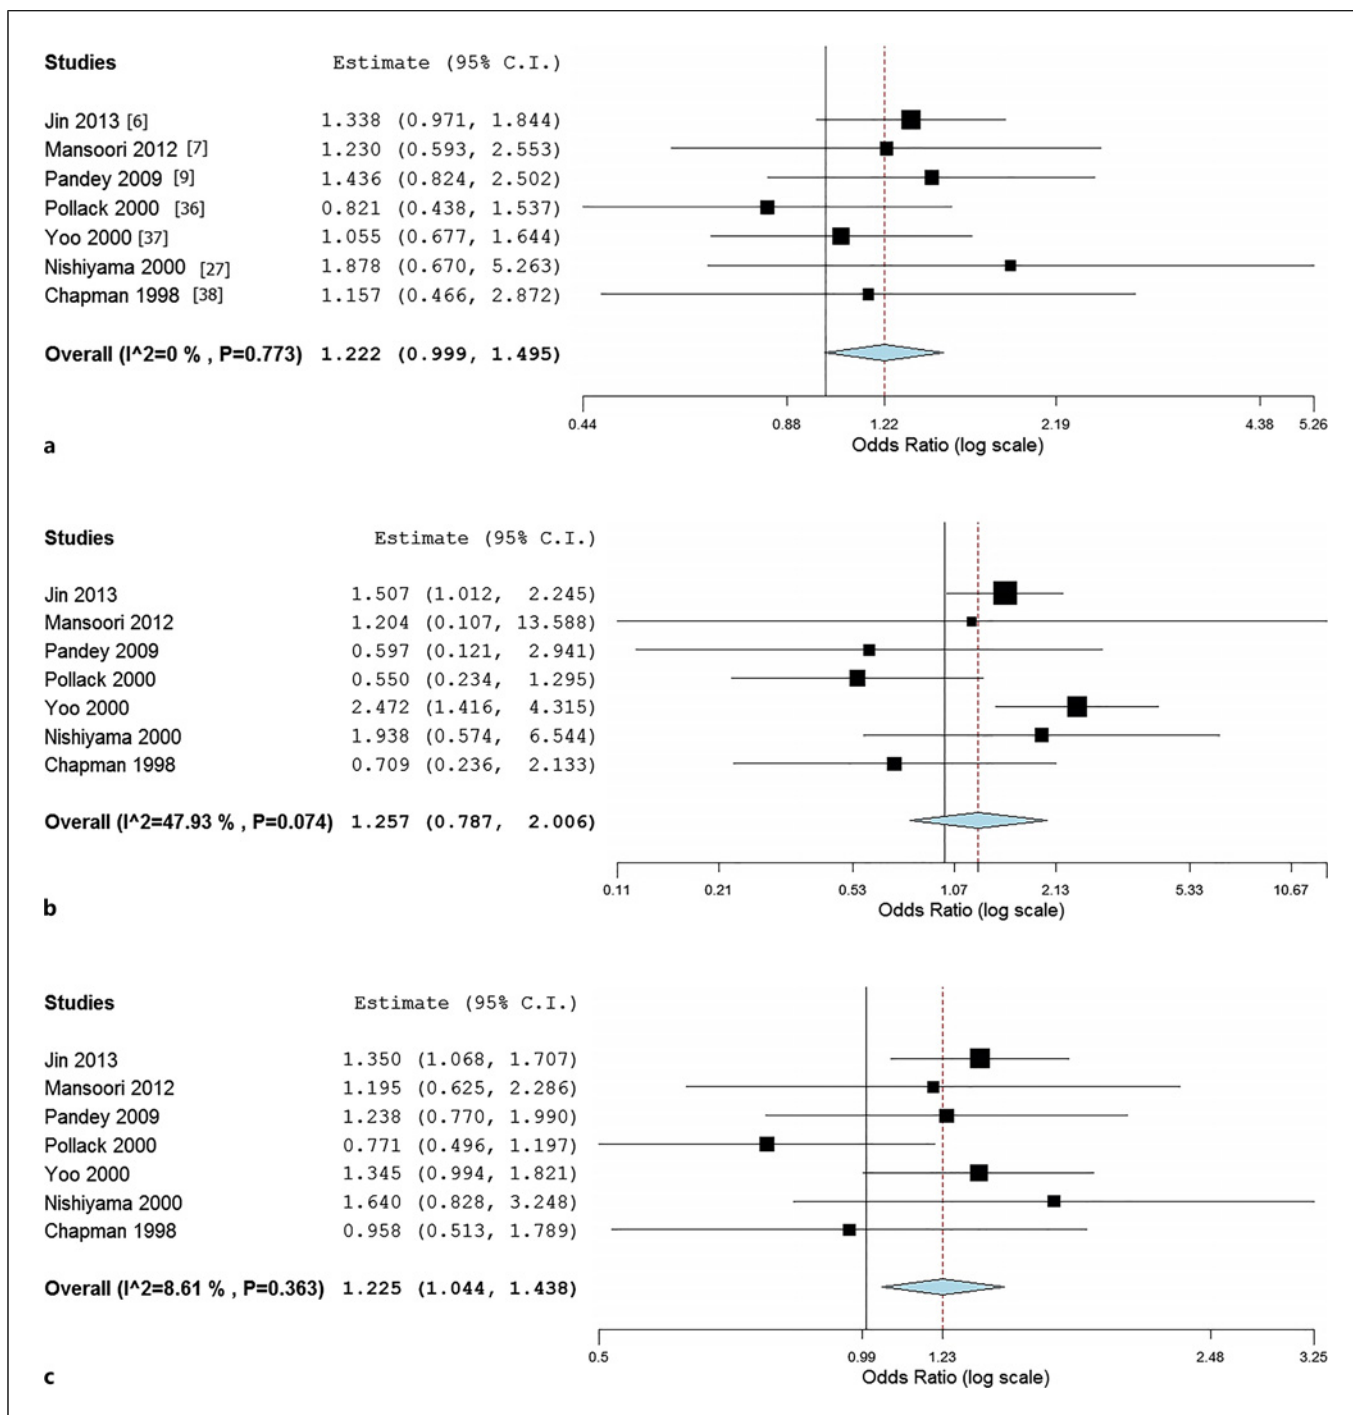 Studies Estimate (95% C.I.)
Jin 2013 [6] 1.338 (0.971, 1.844)
Mansoori 2012 [7] 1.230 (0.593, 2.553)
Pandey 2009 [9] 1.436 (0.824, 2.502)
Pollack 2000 [36] 0.821 (0.438, 1.537)
Yoo 2000 [37] 1.055 (0.677, 1.644)
Nishiyama 2000 [27] 1.878 (0.670, 5.263)
Chapman 1998 [38] 1.157 (0.466, 2.872)
Overall (I^2=0 % , P=0.773) 1.222 (0.999, 1.495)
0.44 0.88 1.22 2.19 4.38 5.26
Odds Ratio (log scale)
a
Studies Estimate (95% C.I.)
Jin 2013 1.507 (1.012, 2.245)
Mansoori 2012 1.204 (0.107, 13.588)
Pandey 2009 0.597 (0.121, 2.941)
Pollack 2000 0.550 (0.234, 1.295)
Yoo 2000 2.472 (1.416, 4.315)
Nishiyama 2000 1.938 (0.574, 6.544)
Chapman 1998 0.709 (0.236, 2.133)
Overall (I^2=47.93 % , P=0.074) 1.257 (0.787, 2.006)
0.11 0.21 0.53 1.07 2.13 5.33 10.67
Odds Ratio (log scale)
b
Studies Estimate (95% C.I.)
Jin 2013 1.350 (1.068, 1.707)
Mansoori 2012 1.195 (0.625, 2.286)
Pandey 2009 1.238 (0.770, 1.990)
Pollack 2000 0.771 (0.496, 1.197)
Yoo 2000 1.345 (0.994, 1.821)
Nishiyama 2000 1.640 (0.828, 3.248)
Chapman 1998 0.958 (0.513, 1.789)
Overall (I^2=8.61 % , P=0.363) 1.225 (1.044, 1.438)
0.5 0.99 1.23 2.48 3.25
Odds Ratio (log scale)
c